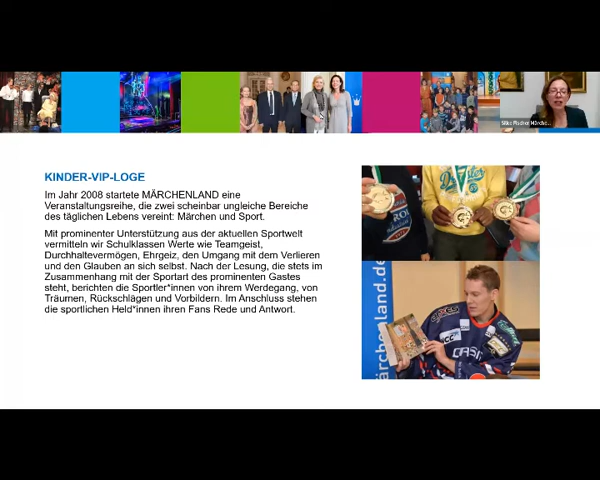 Silke Fischer Märche...
KINDER-VIP-LOGE
Im Jahr 2008 startete MÄRCHENLAND eine
Veranstaltungsreihe, die zwei scheinbar ungleiche Bereiche
des täglichen Lebens vereint: Märchen und Sport.
Mit prominenter Unterstützung aus der aktuellen Sportwelt
vermitteln wir Schulklassen Werte wie Teamgeist,
Durchhaltevermögen, Ehrgeiz, den Umgang mit dem Verlieren
und den Glauben an sich selbst. Nach der Lesung, die stets im
Zusammenhang mit der Sportart des prominenten Gastes
steht, berichten die Sportler*innen von ihrem Werdegang, von
Träumen, Rückschlägen und Vorbildern. Im Anschluss stehen
die sportlichen Held*innen ihren Fans Rede und Antwort.
ärchenland.de